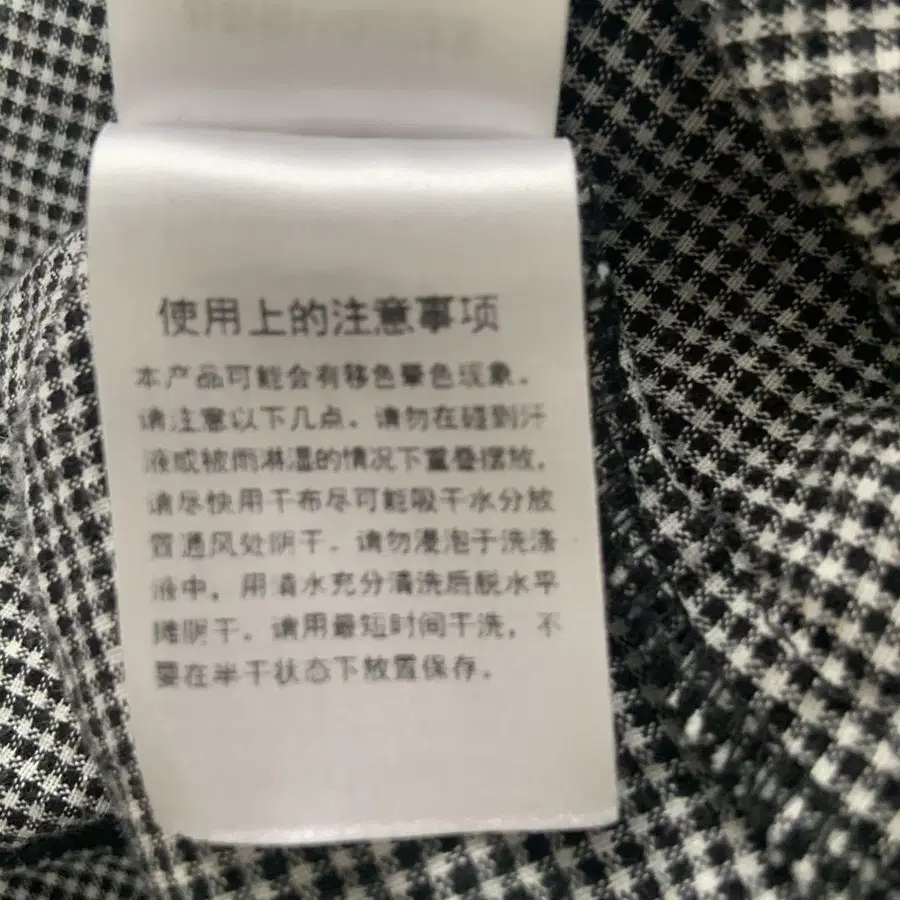 使用上的注意事项
本产品可能会有移色晕色现象。
请注意以下几点。请勿在碰到汗
液或被雨淋湿的情况下重叠摆放。
请尽快用干布尽可能吸干水分放
置通风处阴干。请勿浸泡于洗涤
液中。用清水充分清洗后脱水平
摊阴干。请用最短时间干洗，不
要在半干状态下放置保存。